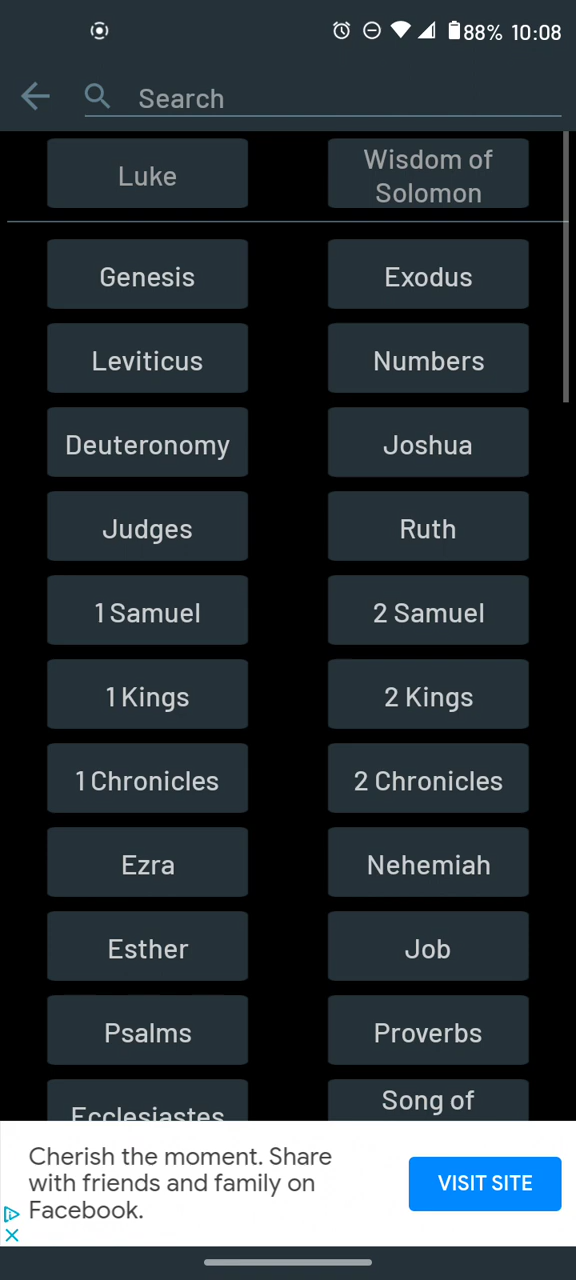 88% 10:08
Search
Luke
Wisdom of
Solomon
Genesis
Exodus
Leviticus
Numbers
Deuteronomy
Joshua
Judges
Ruth
1 Samuel
2 Samuel
1 Kings
2 Kings
1 Chronicles
2 Chronicles
Ezra
Nehemiah
Esther
Job
Psalms
Proverbs
Ecclesiastes
Song of
Cherish the moment. Share
with friends and family on
Facebook.
VISIT SITE